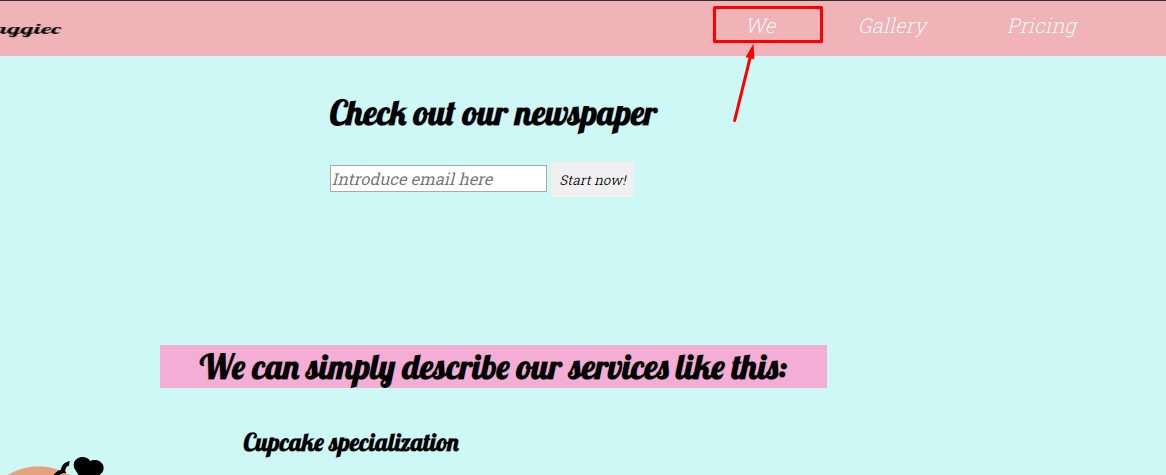 aggiec We Gallery Pricing
Check out our newspaper
Introduce email here Start now!
We can simply describe our services like this:
Cupcake specialization